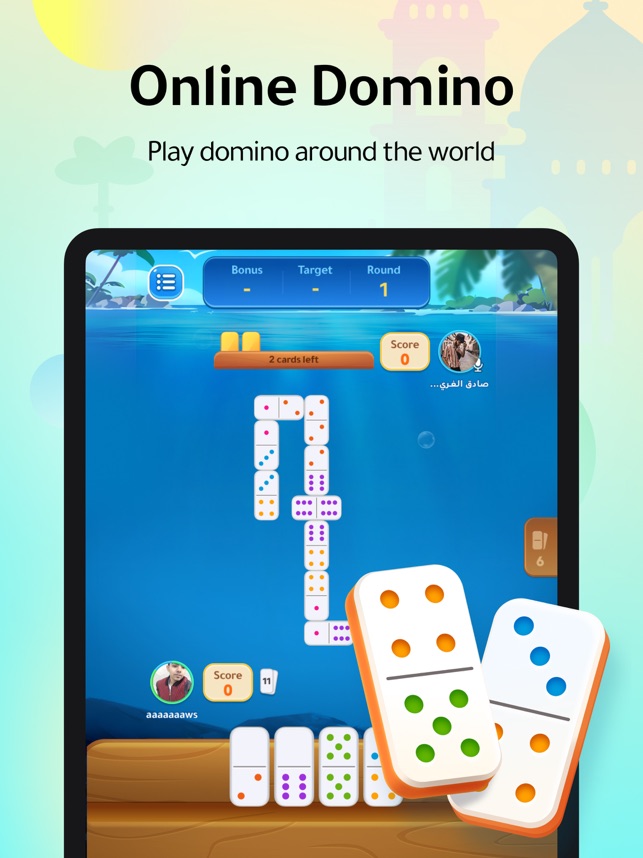 Online Domino
Play domino around the world
Bonus Target Round
- - 1
2 cards left
Score
0
صادق الغري...
6
Score
0
11
aaaaaaaws